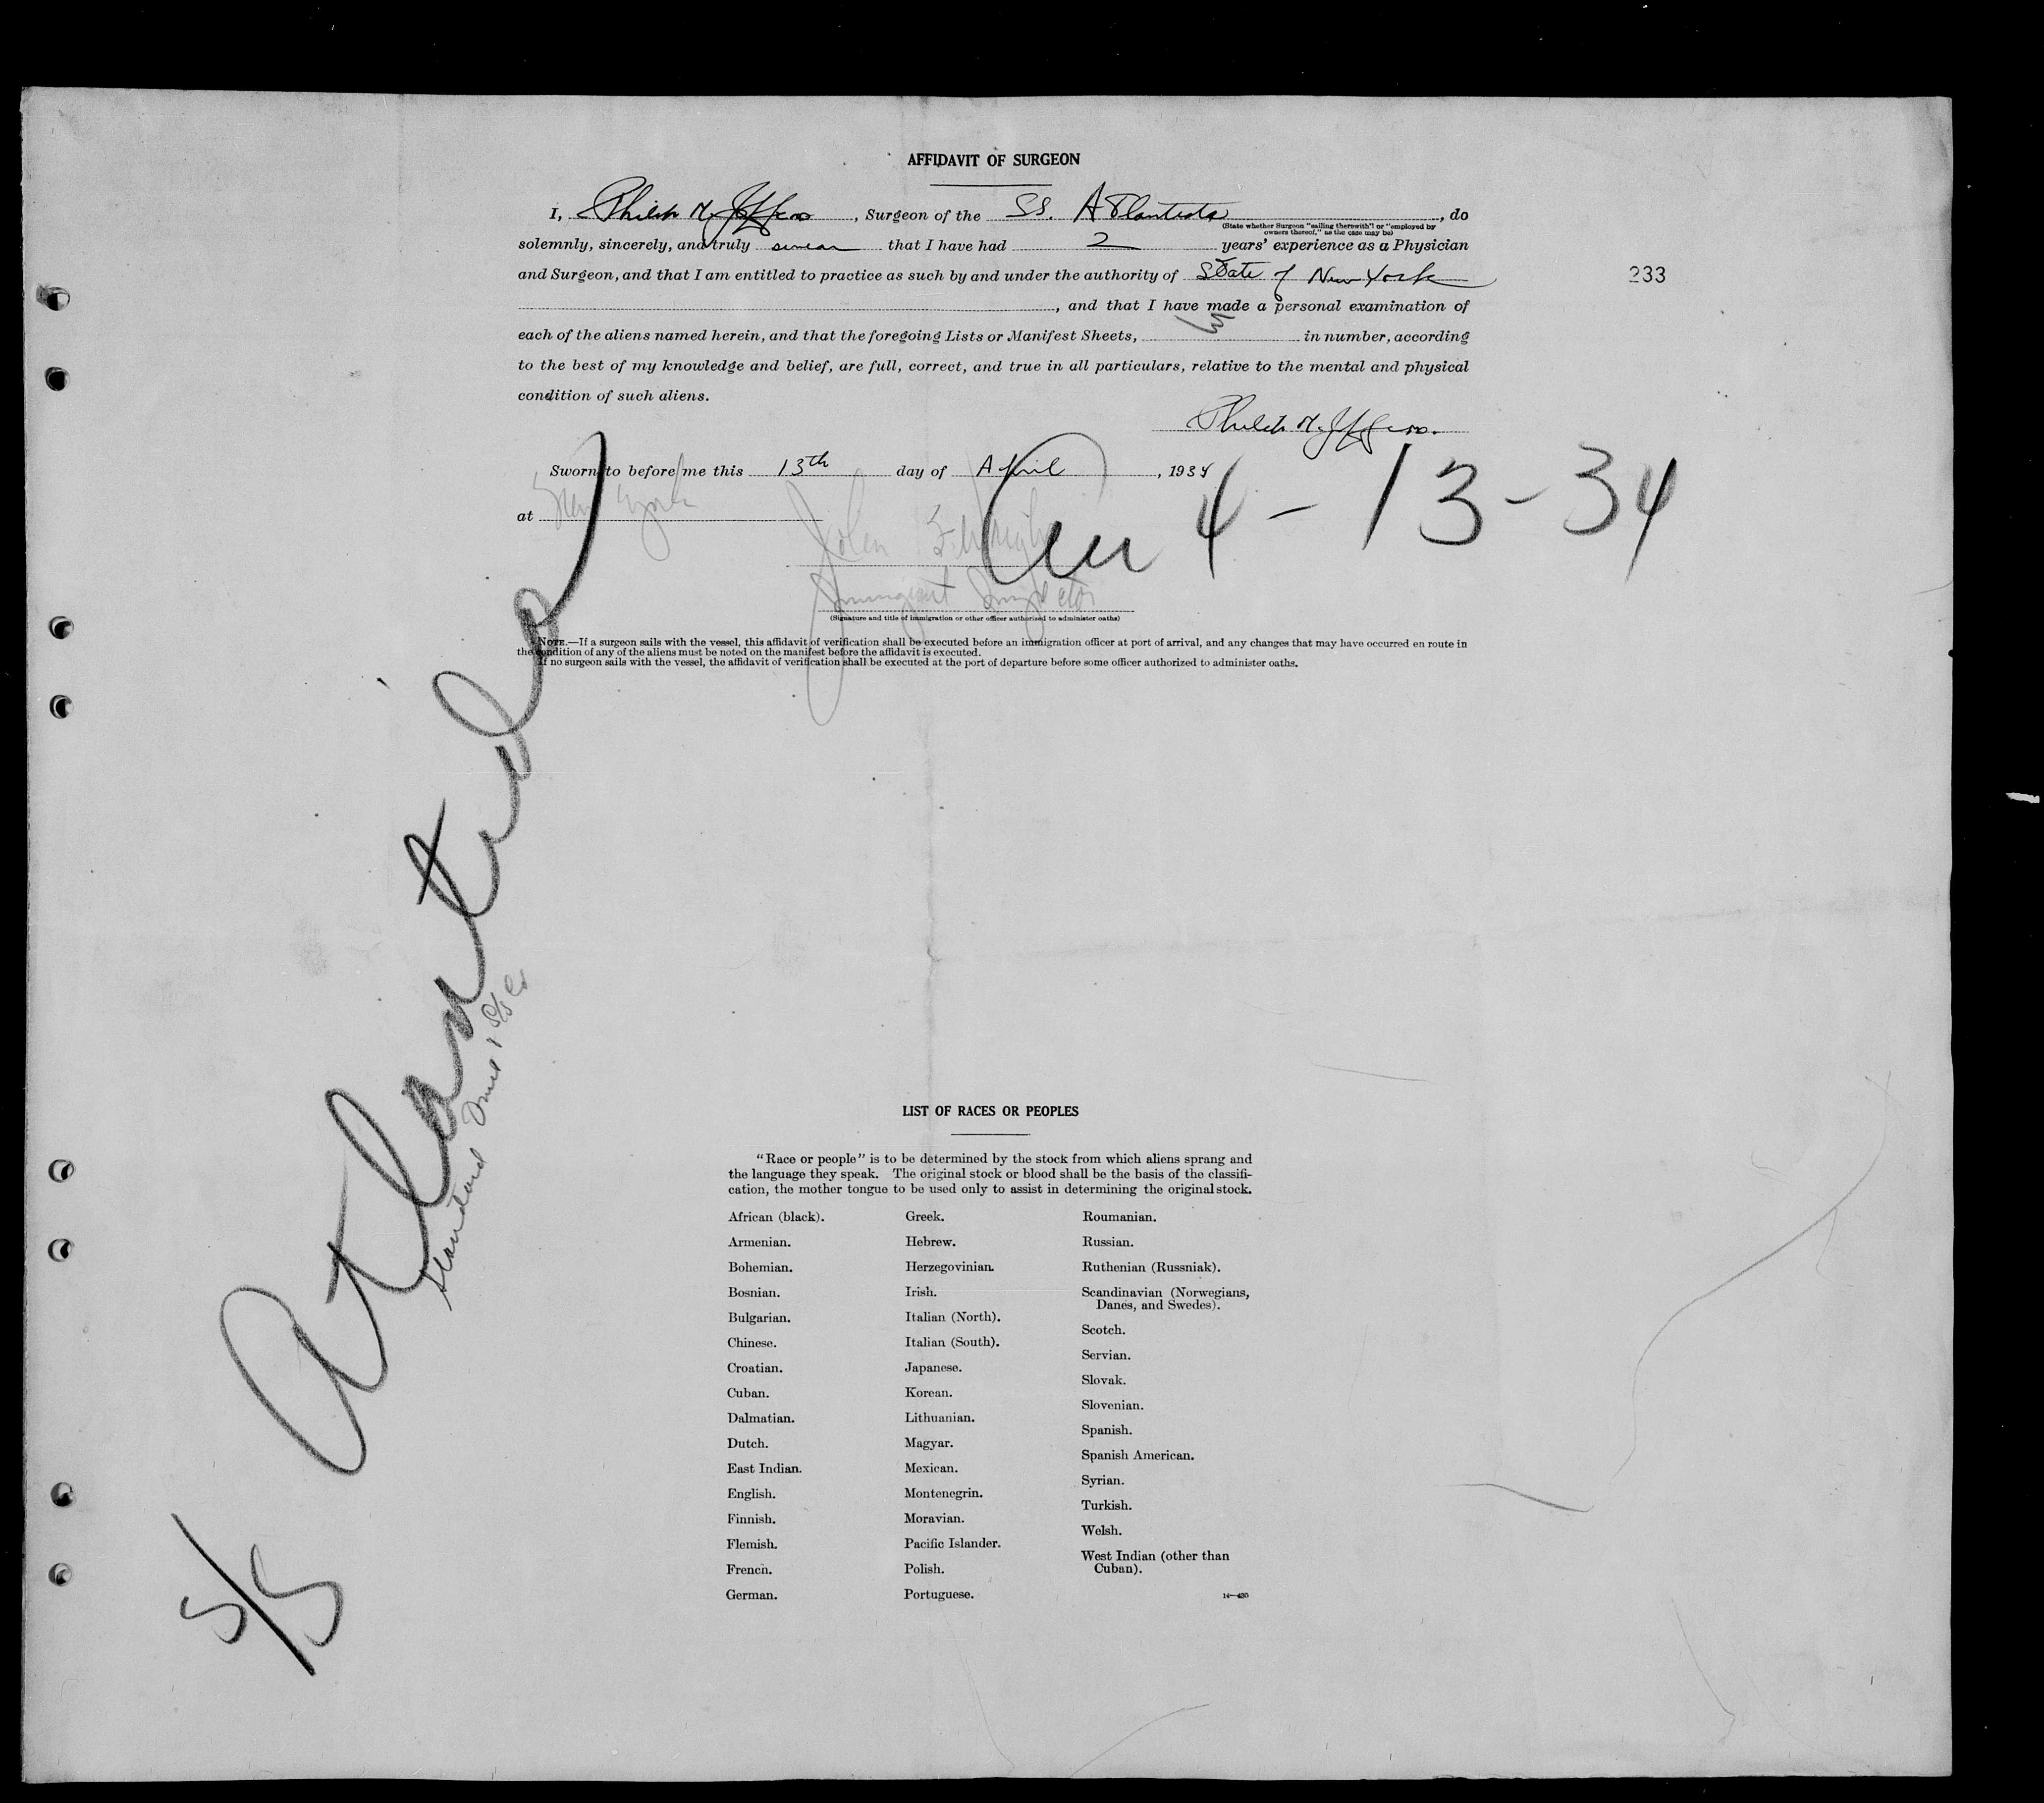 AFFIDAVIT OF SURGEON
I, Philip M. Jeffers, Surgeon of the SS. Atlantida, do
(State whether Surgeon "sailing therewith" or "employed by
owners thereof," as the case may be)
solemnly, sincerely, and truly swear that I have had 2 years' experience as a Physician
and Surgeon, and that I am entitled to practice as such by and under the authority of State of New York
233
, and that I have made a personal examination of
each of the aliens named herein, and that the foregoing Lists or Manifest Sheets, in number, according
to the best of my knowledge and belief, are full, correct, and true in all particulars, relative to the mental and physical
condition of such aliens.
Philip M. Jeffers.
Sworn to before me this 13th day of April, 1934
4-13-34
at New York
John
Immigrant Inspector
(Signature and title of immigration or other officer authorized to administer oaths)
NOTE.—If a surgeon sails with the vessel, this affidavit of verification shall be executed before an immigration officer at port of arrival, and any changes that may have occurred en route in
the condition of any of the aliens must be noted on the manifest before the affidavit is executed.
If no surgeon sails with the vessel, the affidavit of verification shall be executed at the port of departure before some officer authorized to administer oaths.
S/S Atlantida
Standard
LIST OF RACES OR PEOPLES
"Race or people" is to be determined by the stock from which aliens sprang and
the language they speak. The original stock or blood shall be the basis of the classifi-
cation, the mother tongue to be used only to assist in determining the original stock.
African (black).
Armenian.
Bohemian.
Bosnian.
Bulgarian.
Chinese.
Croatian.
Cuban.
Dalmatian.
Dutch.
East Indian.
English.
Finnish.
Flemish.
French.
German.
Greek.
Hebrew.
Herzegovinian.
Irish.
Italian (North).
Italian (South).
Japanese.
Korean.
Lithuanian.
Magyar.
Mexican.
Montenegrin.
Moravian.
Pacific Islander.
Polish.
Portuguese.
Roumanian.
Russian.
Ruthenian (Russniak).
Scandinavian (Norwegians,
Danes, and Swedes).
Scotch.
Servian.
Slovak.
Slovenian.
Spanish.
Spanish American.
Syrian.
Turkish.
Welsh.
West Indian (other than
Cuban).